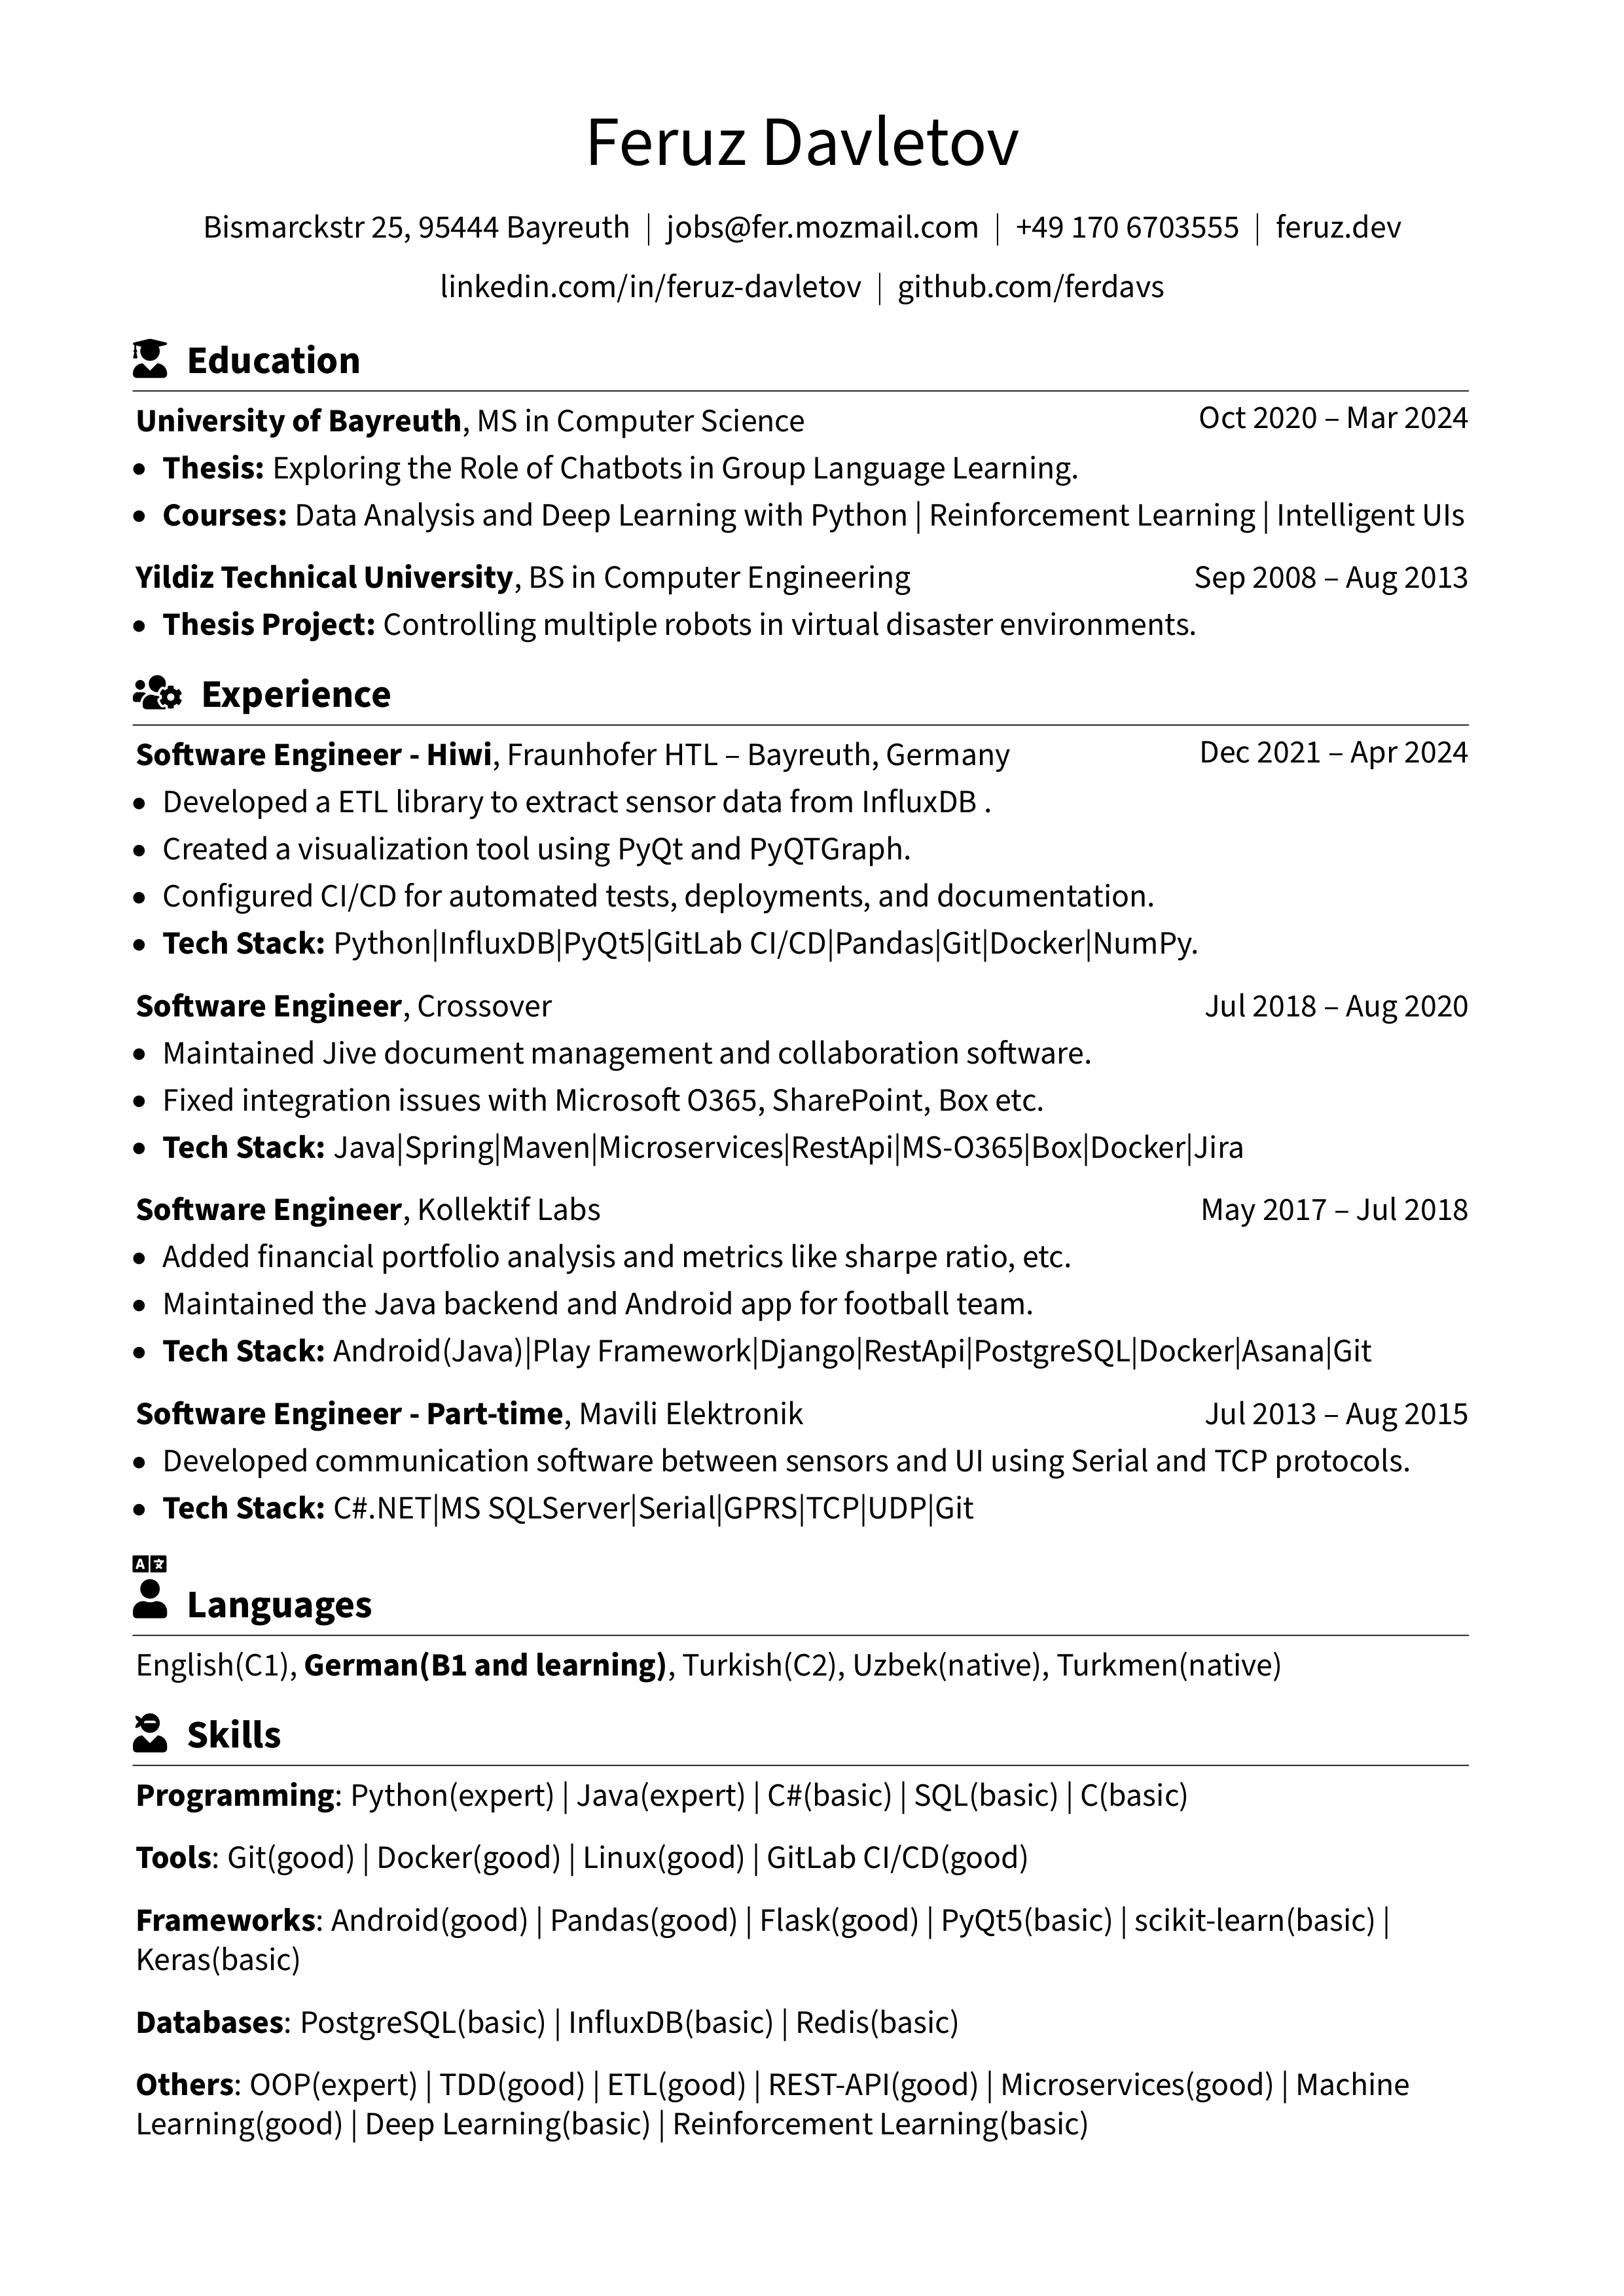 Feruz Davletov
Bismarckstr 25, 95444 Bayreuth | jobs@fer.mozmail.com | +49 170 6703555 | feruz.dev
linkedin.com/in/feruz-davletov | github.com/ferdavs
Education
University of Bayreuth, MS in Computer Science Oct 2020 – Mar 2024
• Thesis: Exploring the Role of Chatbots in Group Language Learning.
• Courses: Data Analysis and Deep Learning with Python | Reinforcement Learning | Intelligent UIs
Yildiz Technical University, BS in Computer Engineering Sep 2008 – Aug 2013
• Thesis Project: Controlling multiple robots in virtual disaster environments.
Experience
Software Engineer - Hiwi, Fraunhofer HTL – Bayreuth, Germany Dec 2021 – Apr 2024
• Developed a ETL library to extract sensor data from InfluxDB .
• Created a visualization tool using PyQt and PyQTGraph.
• Configured CI/CD for automated tests, deployments, and documentation.
• Tech Stack: Python|InfluxDB|PyQt5|GitLab CI/CD|Pandas|Git|Docker|NumPy.
Software Engineer, Crossover Jul 2018 – Aug 2020
• Maintained Jive document management and collaboration software.
• Fixed integration issues with Microsoft O365, SharePoint, Box etc.
• Tech Stack: Java|Spring|Maven|Microservices|RestApi|MS-O365|Box|Docker|Jira
Software Engineer, Kollektif Labs May 2017 – Jul 2018
• Added financial portfolio analysis and metrics like sharpe ratio, etc.
• Maintained the Java backend and Android app for football team.
• Tech Stack: Android(Java)|Play Framework|Django|RestApi|PostgreSQL|Docker|Asana|Git
Software Engineer - Part-time, Mavili Elektronik Jul 2013 – Aug 2015
• Developed communication software between sensors and UI using Serial and TCP protocols.
• Tech Stack: C#.NET|MS SQLServer|Serial|GPRS|TCP|UDP|Git
Languages
English(C1), German(B1 and learning), Turkish(C2), Uzbek(native), Turkmen(native)
Skills
Programming: Python(expert) | Java(expert) | C#(basic) | SQL(basic) | C(basic)
Tools: Git(good) | Docker(good) | Linux(good) | GitLab CI/CD(good)
Frameworks: Android(good) | Pandas(good) | Flask(good) | PyQt5(basic) | scikit-learn(basic) |
Keras(basic)
Databases: PostgreSQL(basic) | InfluxDB(basic) | Redis(basic)
Others: OOP(expert) | TDD(good) | ETL(good) | REST-API(good) | Microservices(good) | Machine
Learning(good) | Deep Learning(basic) | Reinforcement Learning(basic)